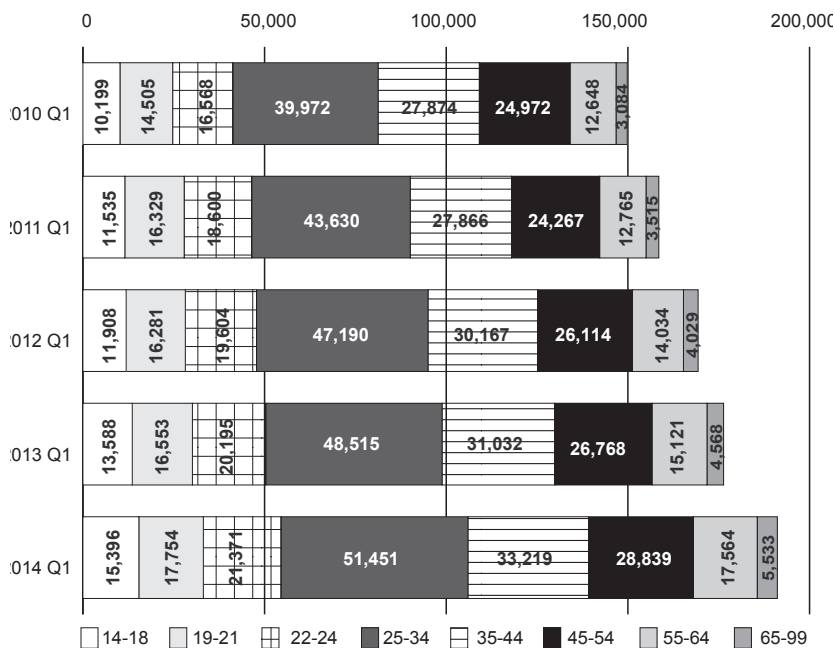 0 50,000 100,000 150,000 200,000
2010 Q1 10,199 14,505 16,568 39,972 27,874 24,972 12,648 3,084
2011 Q1 11,535 16,329 18,600 43,630 27,866 24,267 12,765 3,515
2012 Q1 11,908 16,281 19,604 47,190 30,167 26,114 14,034 4,029
2013 Q1 13,588 16,553 20,195 48,515 31,032 26,768 15,121 4,568
2014 Q1 15,396 17,754 21,371 51,451 33,219 28,839 17,564 5,533
14-18 19-21 22-24 25-34 35-44 45-54 55-64 65-99